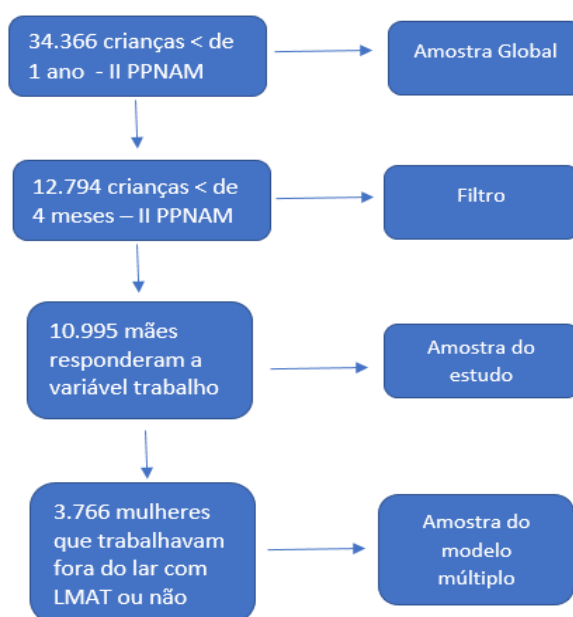 34.366 crianças < de
1 ano - II PPNAM
Amostra Global
12.794 crianças < de
4 meses – II PPNAM
Filtro
10.995 mães
responderam a
variável trabalho
Amostra do
estudo
3.766 mulheres
que trabalhavam
fora do lar com
LMAT ou não
Amostra do
modelo
múltiplo